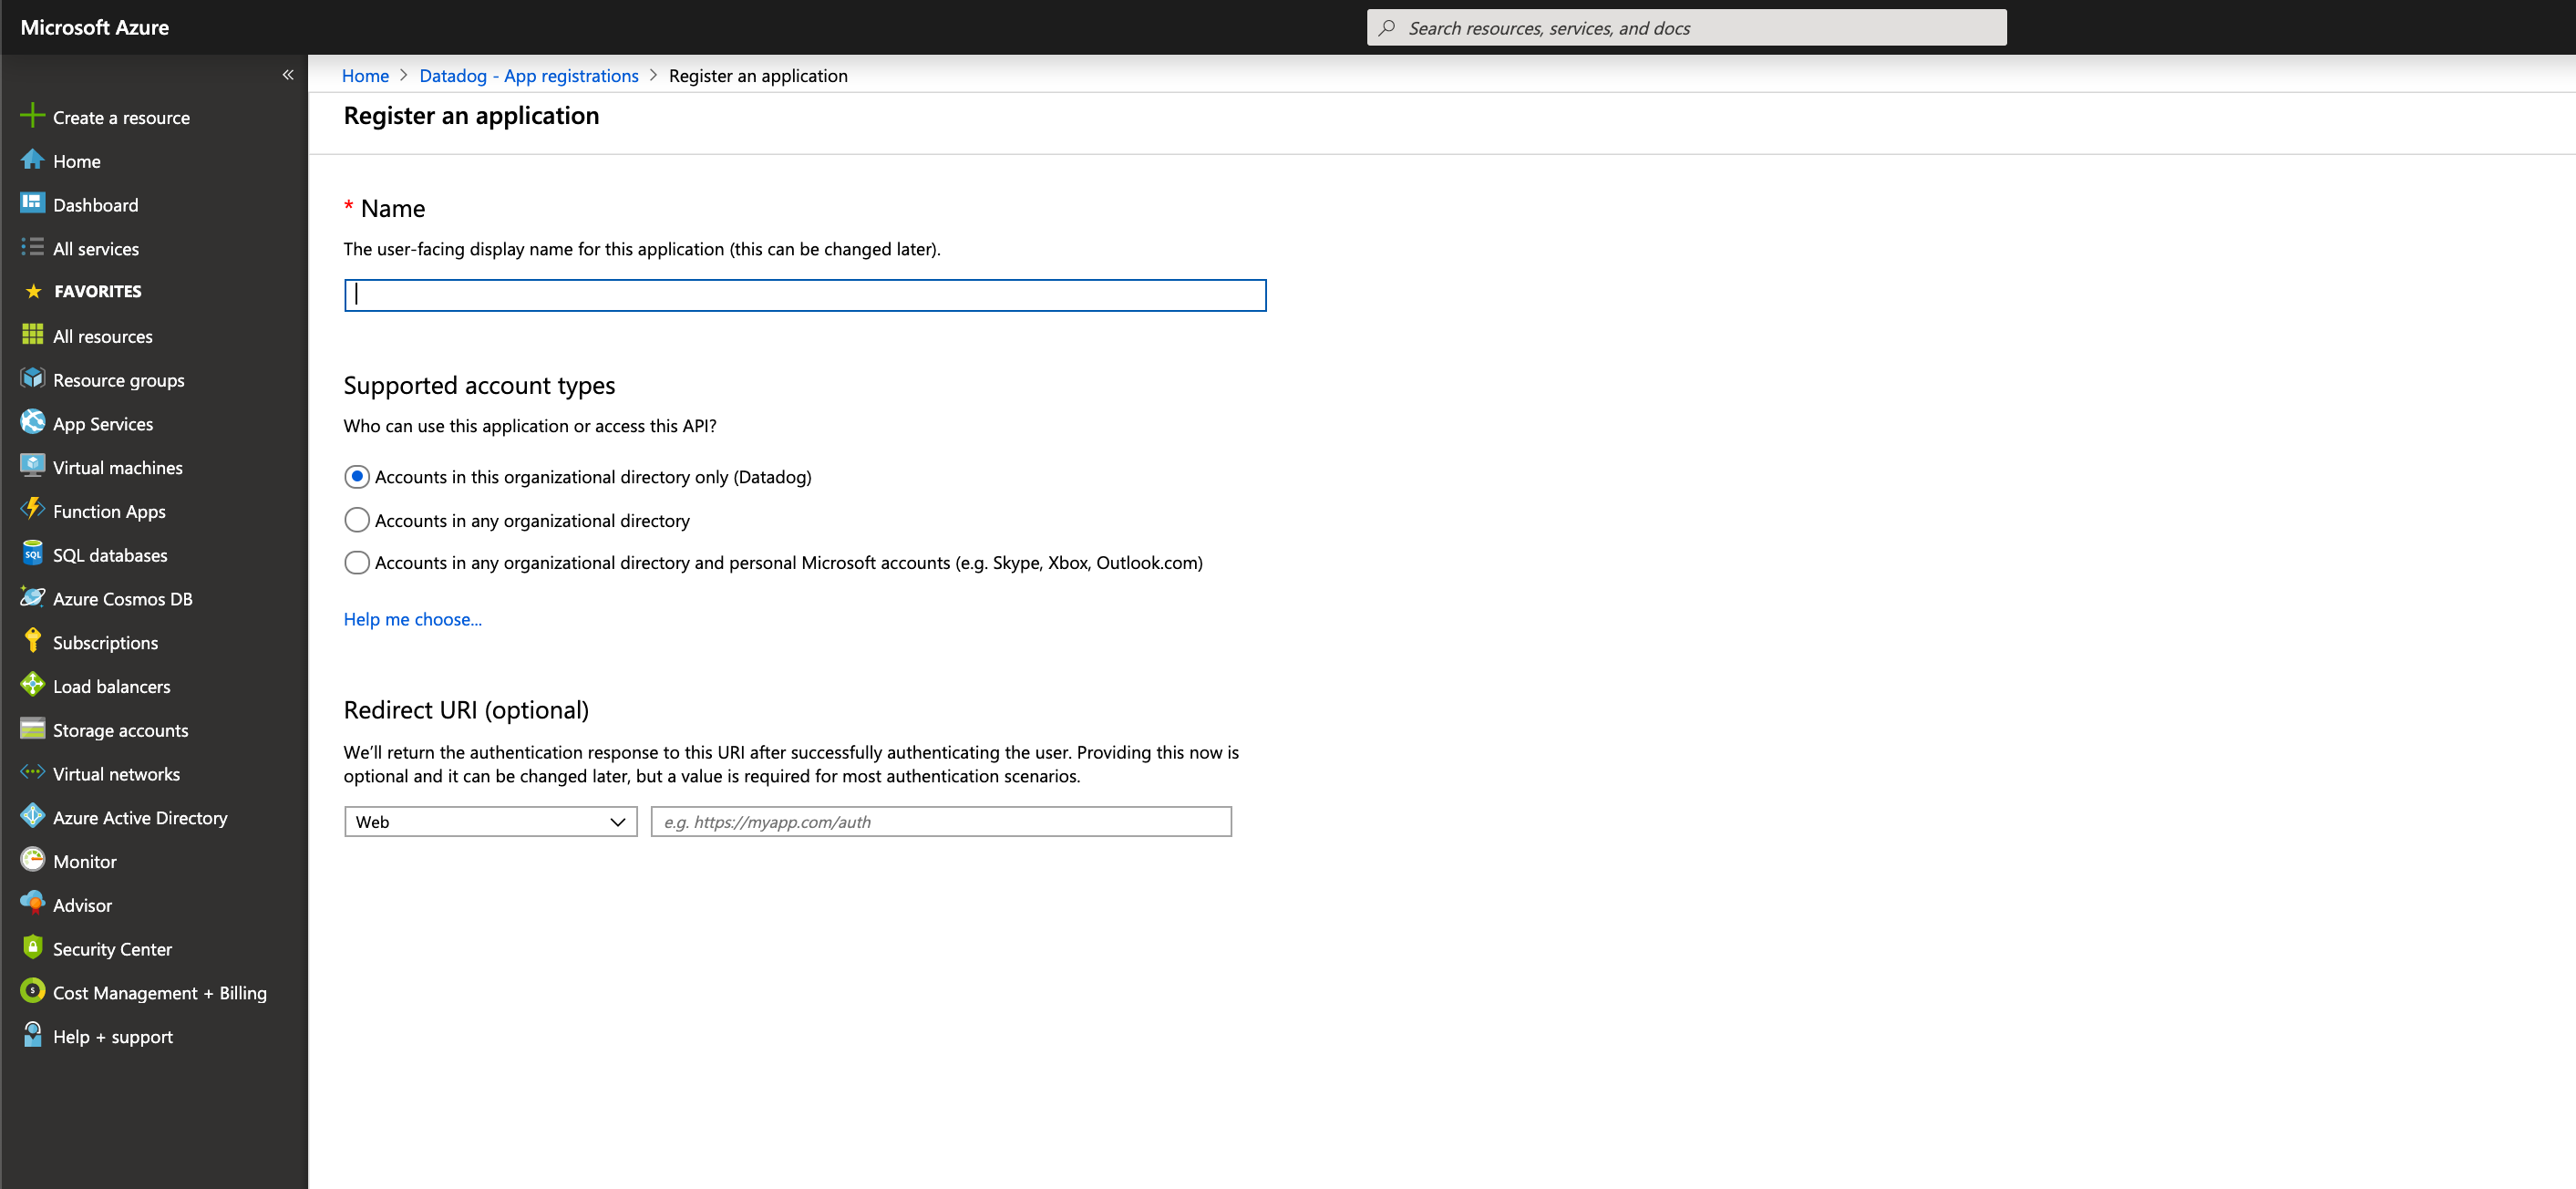 Microsoft Azure
Search resources, services, and docs
«
Home > Datadog - App registrations > Register an application
Register an application
Create a resource
Home
Dashboard
All services
FAVORITES
All resources
Resource groups
App Services
Virtual machines
Function Apps
SQL databases
Azure Cosmos DB
Subscriptions
Load balancers
Storage accounts
Virtual networks
Azure Active Directory
Monitor
Advisor
Security Center
Cost Management + Billing
Help + support
* Name
The user-facing display name for this application (this can be changed later).
Supported account types
Who can use this application or access this API?
Accounts in this organizational directory only (Datadog)
Accounts in any organizational directory
Accounts in any organizational directory and personal Microsoft accounts (e.g. Skype, Xbox, Outlook.com)
Help me choose...
Redirect URI (optional)
We’ll return the authentication response to this URI after successfully authenticating the user. Providing this now is
optional and it can be changed later, but a value is required for most authentication scenarios.
Web
e.g. https://myapp.com/auth